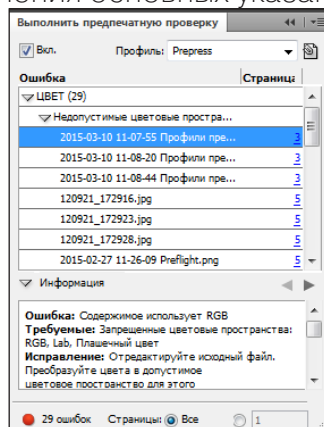 Выполнить предпечатную проверку
Вкл. Профиль: Prepress
Ошибка Страница
ЦВЕТ (29)
Недопустимые цветовые простра...
2015-03-10 11-07-55 Профили пре... 3
2015-03-10 11-08-20 Профили пре... 3
2015-03-10 11-08-44 Профили пре... 3
120921_172916.jpg 5
120921_172923.jpg 5
120921_172928.jpg 5
2015-02-27 11-26-09 Preflight.png 5
Информация
Ошибка: Содержимое использует RGB
Требуемые: Запрещенные цветовые пространства:
RGB, Lab, Плашечный цвет
Исправление: Отредактируйте исходный файл.
Преобразуйте цвета в допустимое
цветовое пространство для этого
29 ошибок Страницы: Все 1